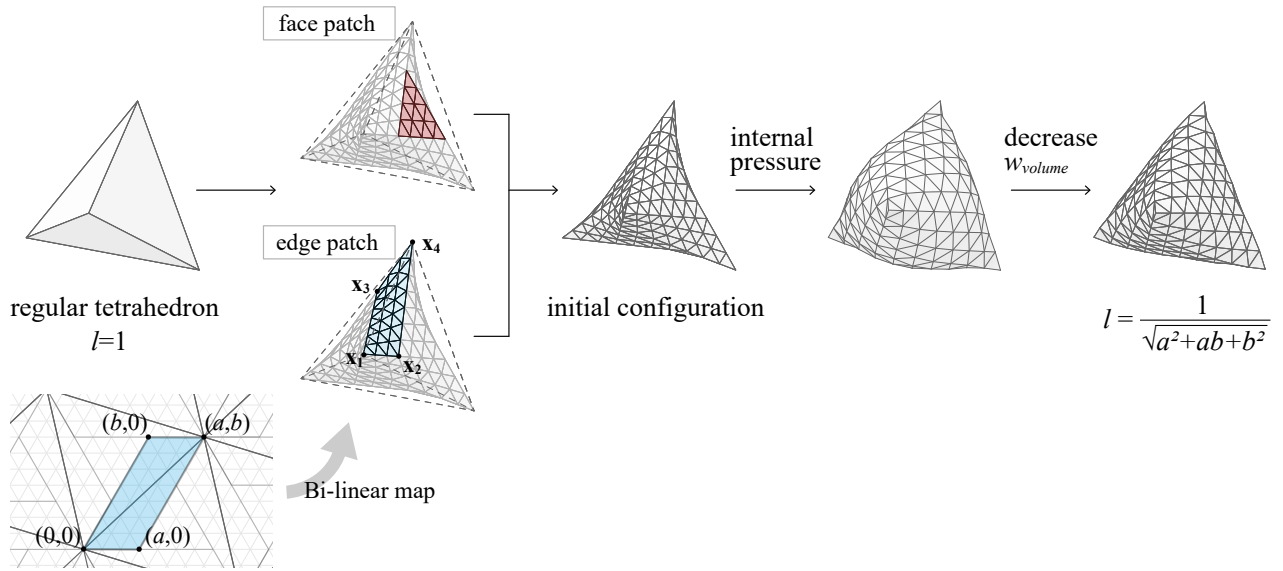 face patch
edge patch
x₄
x₃
x₁
x₂
internal
pressure
decrease
w_volume
regular tetrahedron
l=1
initial configuration
l = 1/√a²+ab+b²
(b,0)
(a,b)
(0,0)
(a,0)
Bi-linear map